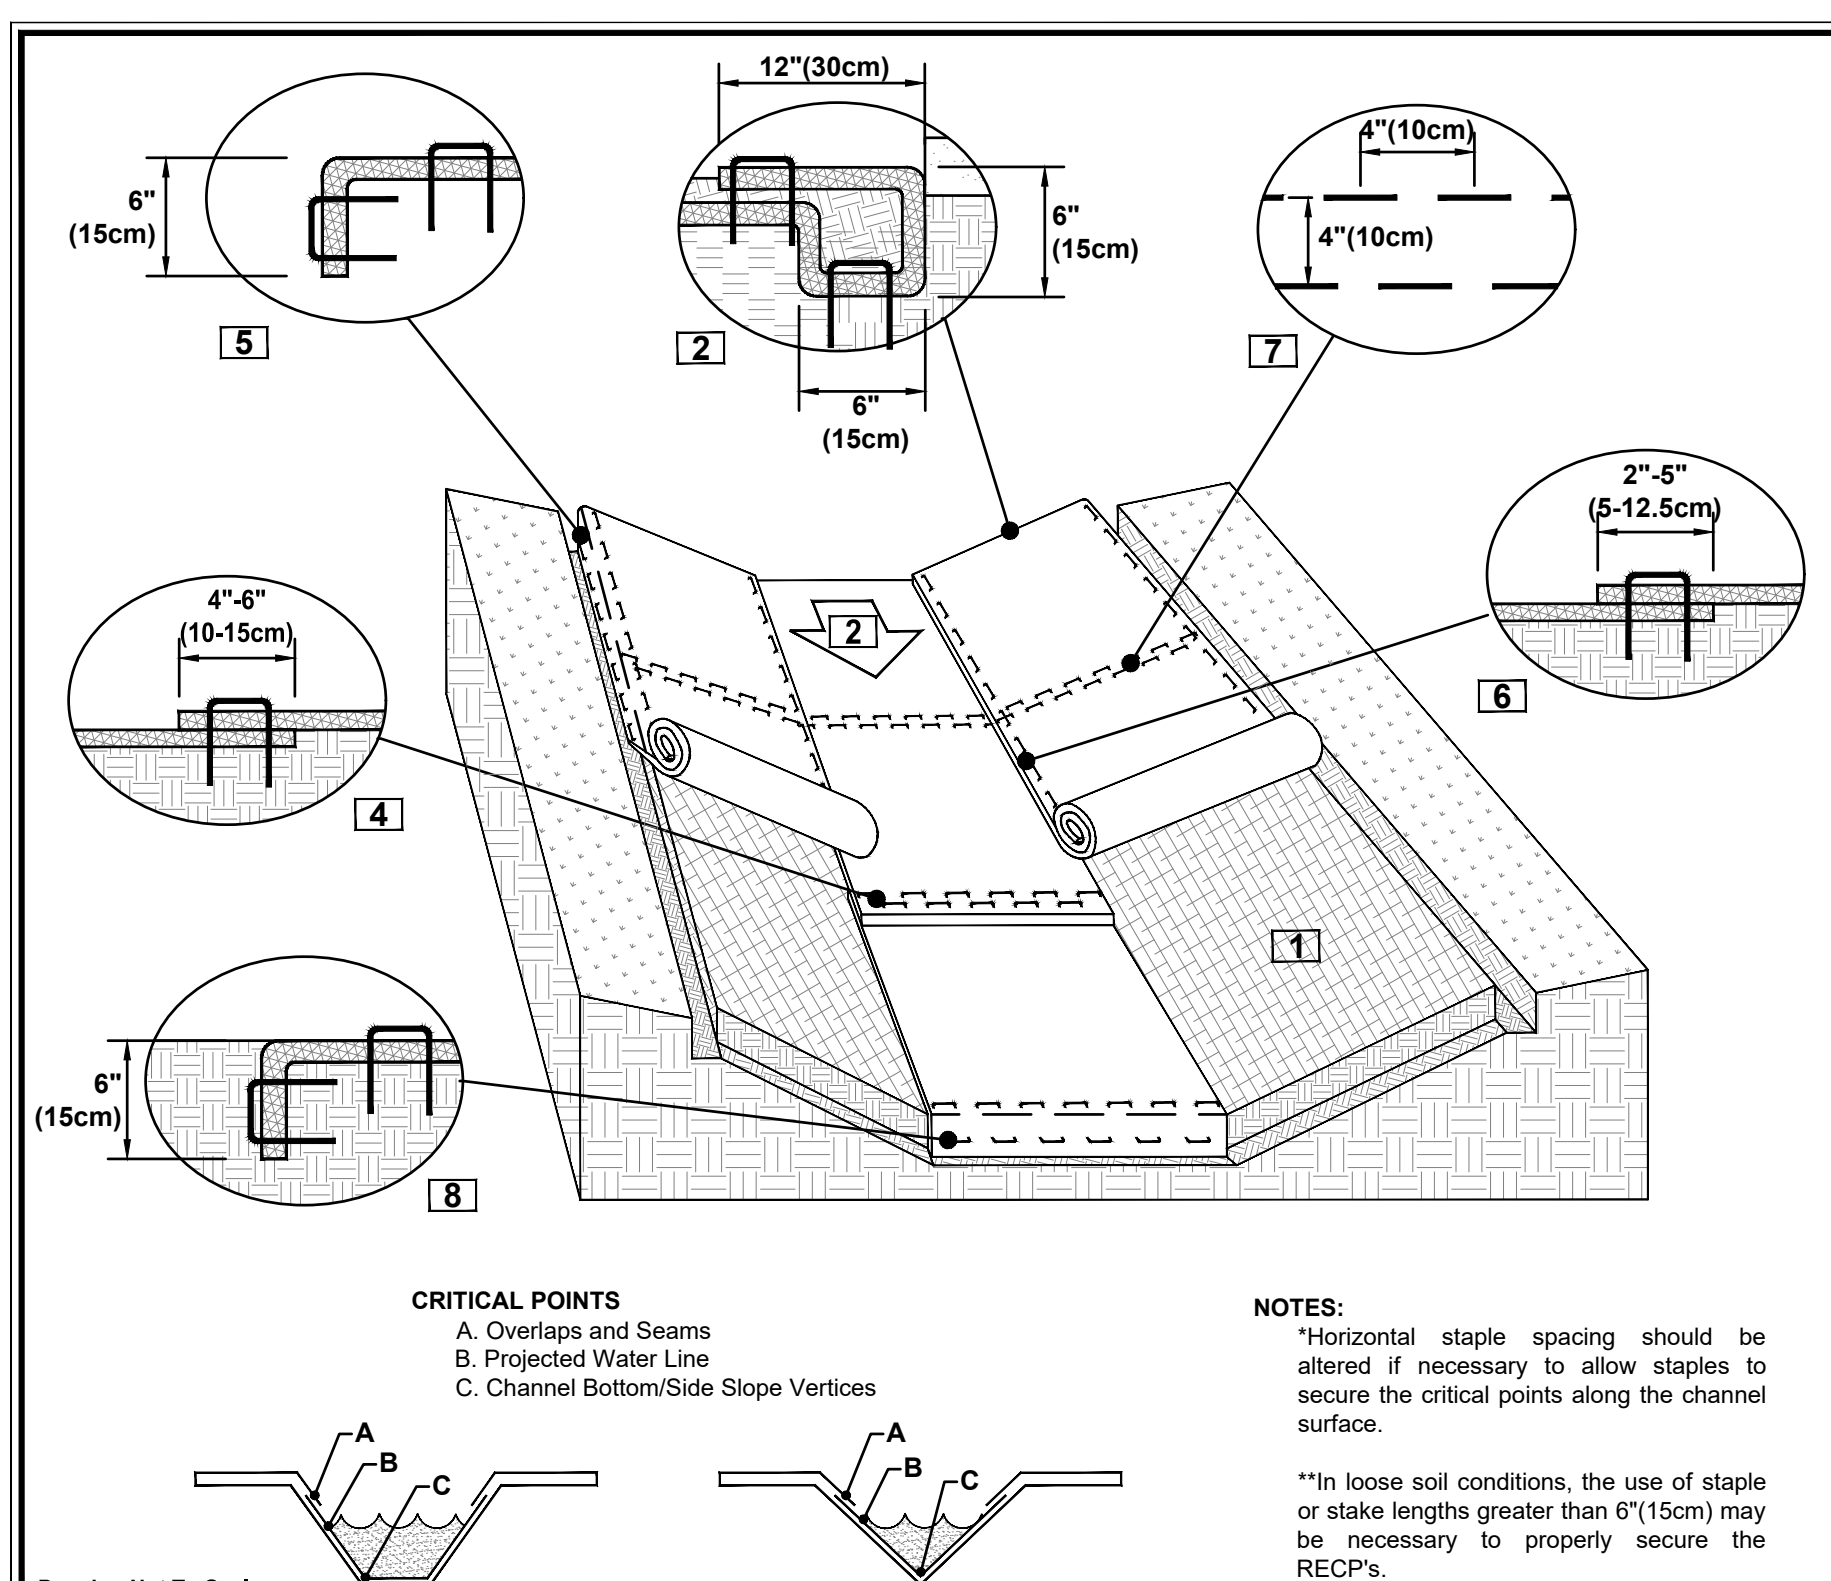 12"(30cm)
6"
(15cm)
5
6"
(15cm)
2
6"
(15cm)
4"(10cm)
4"(10cm)
7
2"-5"
(5-12.5cm)
6
4"-6"
(10-15cm)
4
2
1
6"
(15cm)
8
CRITICAL POINTS
A. Overlaps and Seams
B. Projected Water Line
C. Channel Bottom/Side Slope Vertices
A
B
C
A
B
C
NOTES:
*Horizontal staple spacing should be
altered if necessary to allow staples to
secure the critical points along the channel
surface.
**In loose soil conditions, the use of staple
or stake lengths greater than 6"(15cm) may
be necessary to properly secure the
RECP's.